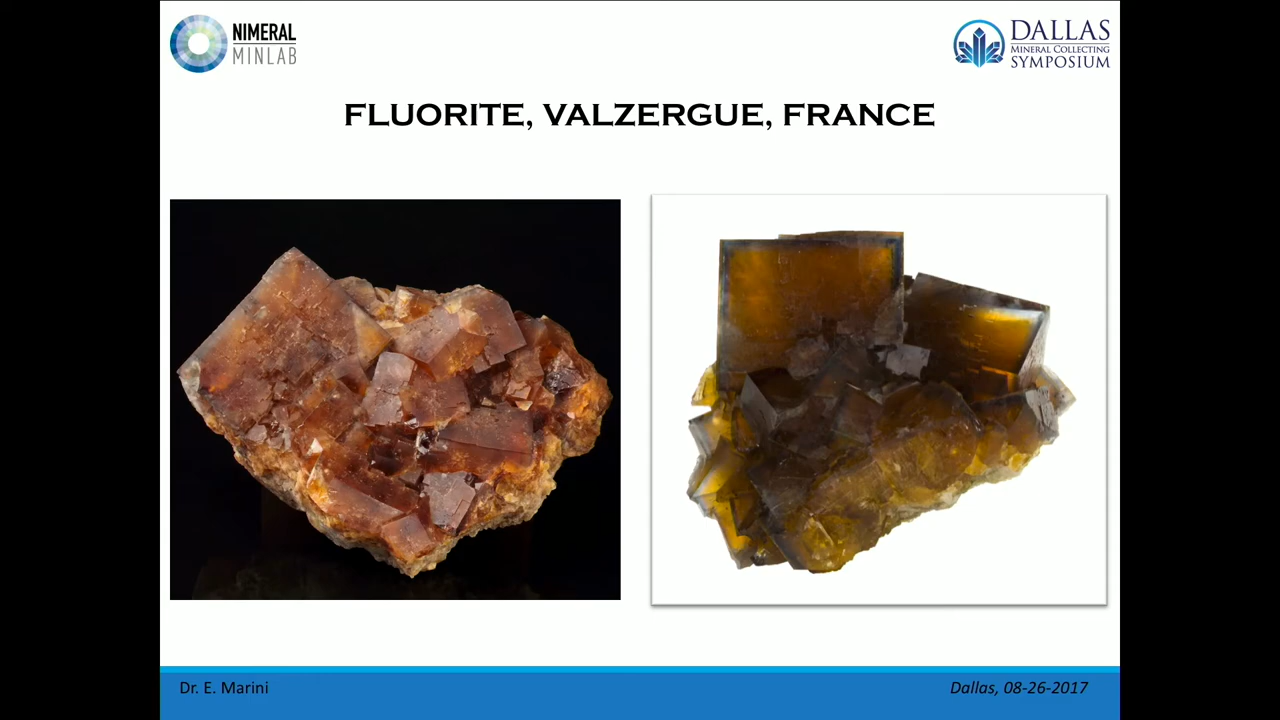 NIMERAL
MINLAB
DALLAS
MINERAL COLLECTING
SYMPOSIUM
FLUORITE, VALZERGUE, FRANCE
Dr. E. Marini
Dallas, 08-26-2017